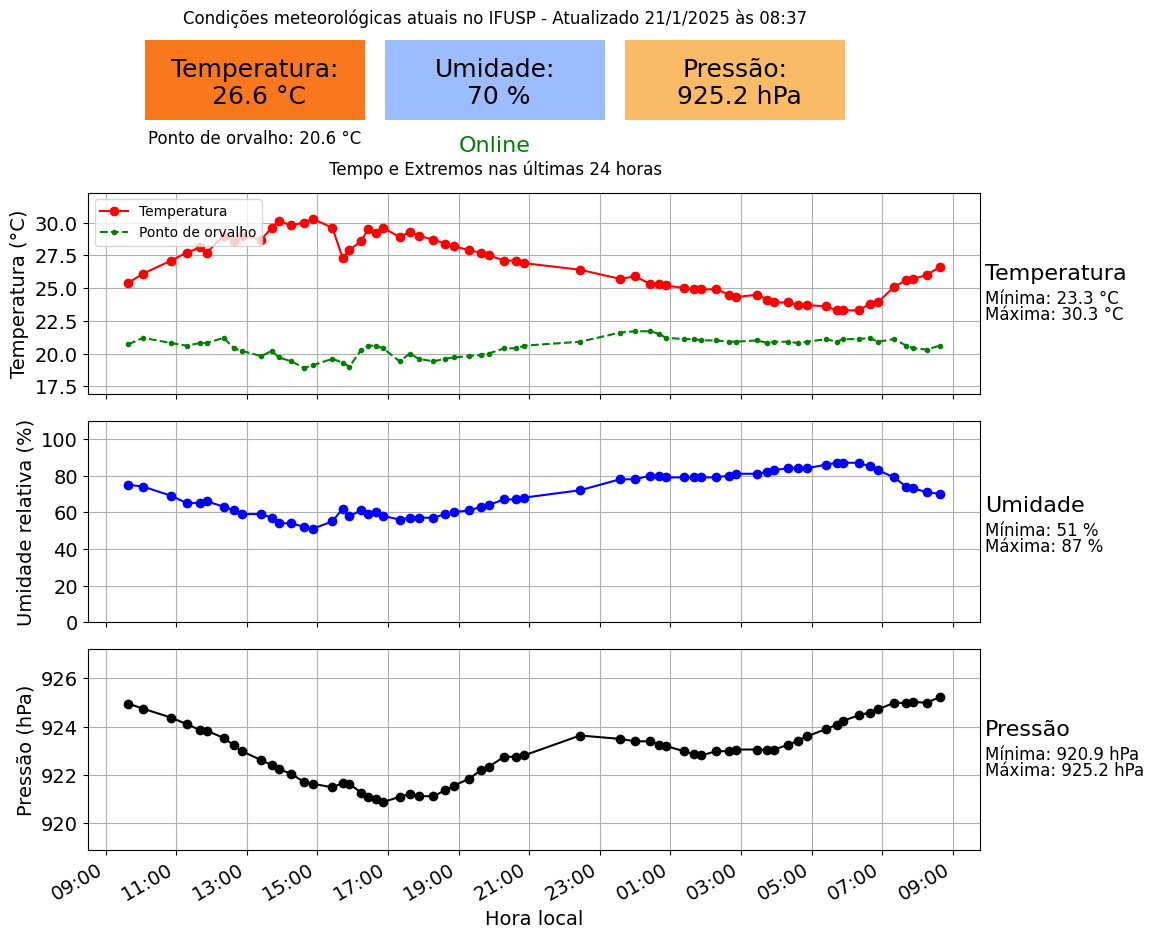 Condições meteorológicas atuais no IFUSP - Atualizado 21/1/2025 às 08:37
Temperatura:
26.6 °C
Umidade:
70 %
Pressão:
925.2 hPa
Ponto de orvalho: 20.6 °C
Online
Tempo e Extremos nas últimas 24 horas
Temperatura (°C)
30.0
27.5
25.0
22.5
20.0
17.5
Temperatura
Ponto de orvalho
Temperatura
Mínima: 23.3 °C
Máxima: 30.3 °C
Umidade relativa (%)
100
80
60
40
20
0
Umidade
Mínima: 51 %
Máxima: 87 %
Pressão (hPa)
926
924
922
920
Pressão
Mínima: 920.9 hPa
Máxima: 925.2 hPa
09:00 11:00 13:00 15:00 17:00 19:00 21:00 23:00 01:00 03:00 05:00 07:00 09:00
Hora local